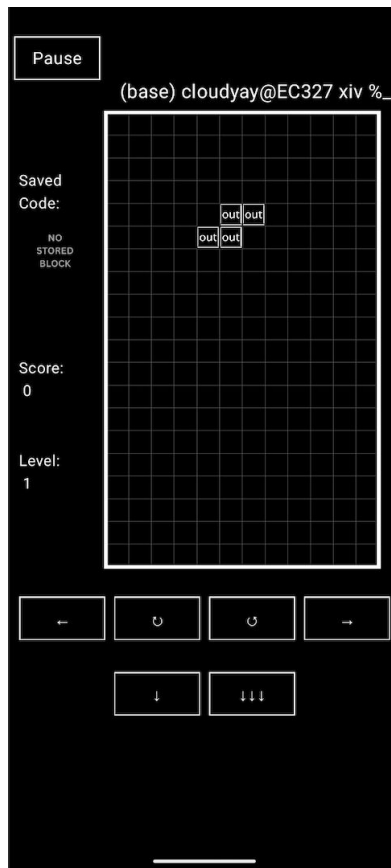 Pause
(base) cloudyay@EC327 xiv %_
Saved
Code:
NO
STORED
BLOCK
out out
out out
Score:
0
Level:
1
← ↻ ↺ →
↓ ↓↓↓